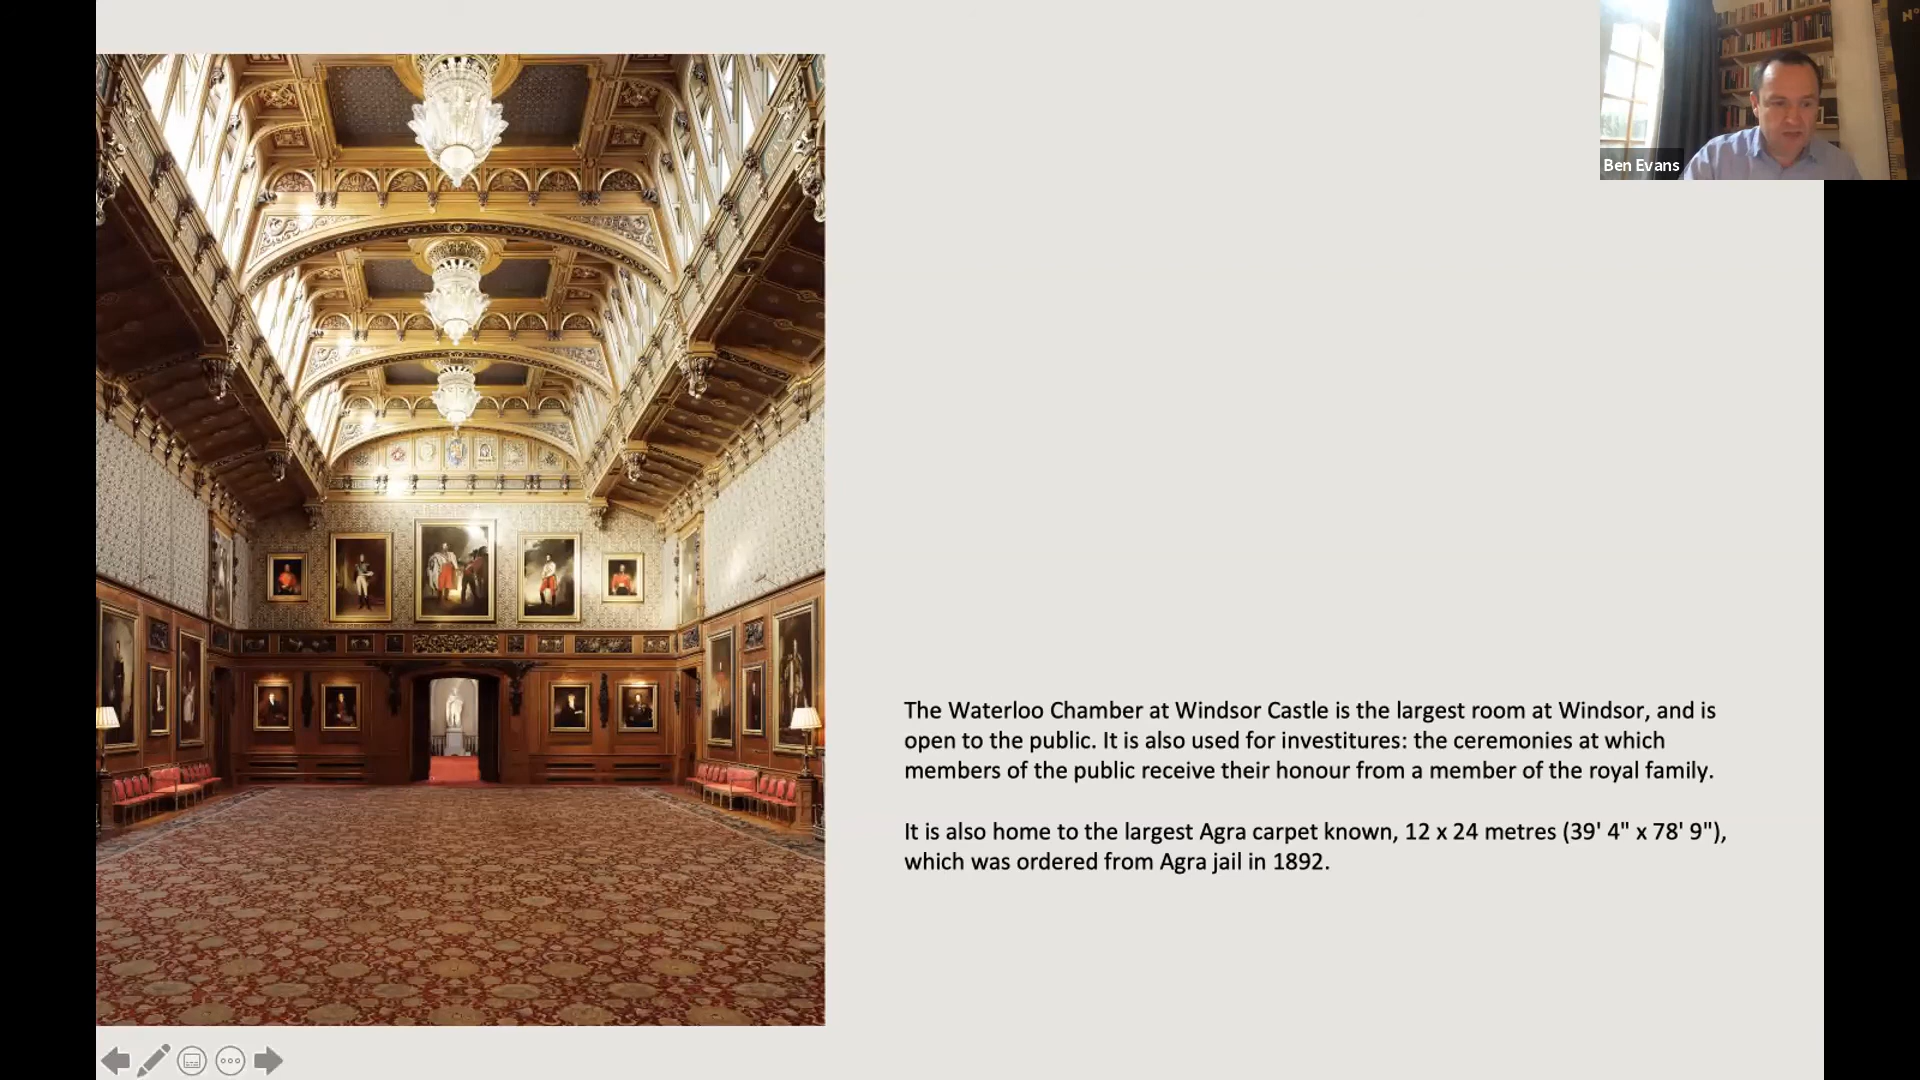 Ben Evans
The Waterloo Chamber at Windsor Castle is the largest room at Windsor, and is
open to the public. It is also used for investitures: the ceremonies at which
members of the public receive their honour from a member of the royal family.
It is also home to the largest Agra carpet known, 12 x 24 metres (39' 4" x 78' 9"),
which was ordered from Agra jail in 1892.